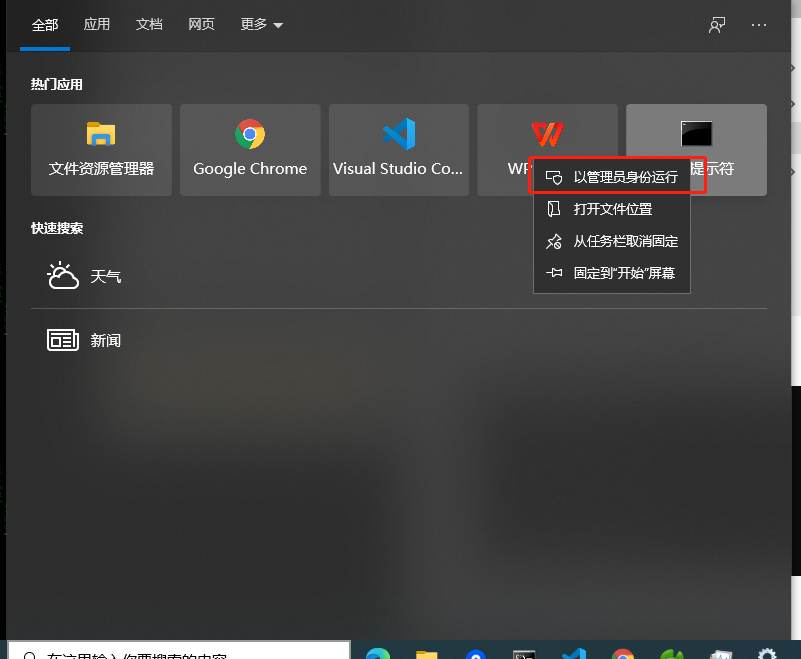 全部 应用 文档 网页 更多
热门应用
文件资源管理器 Google Chrome Visual Studio Co... WP 提示符
以管理员身份运行
打开文件位置
从任务栏取消固定
固定到“开始”屏幕
快速搜索
天气
新闻
在这里输入你要搜索的内容